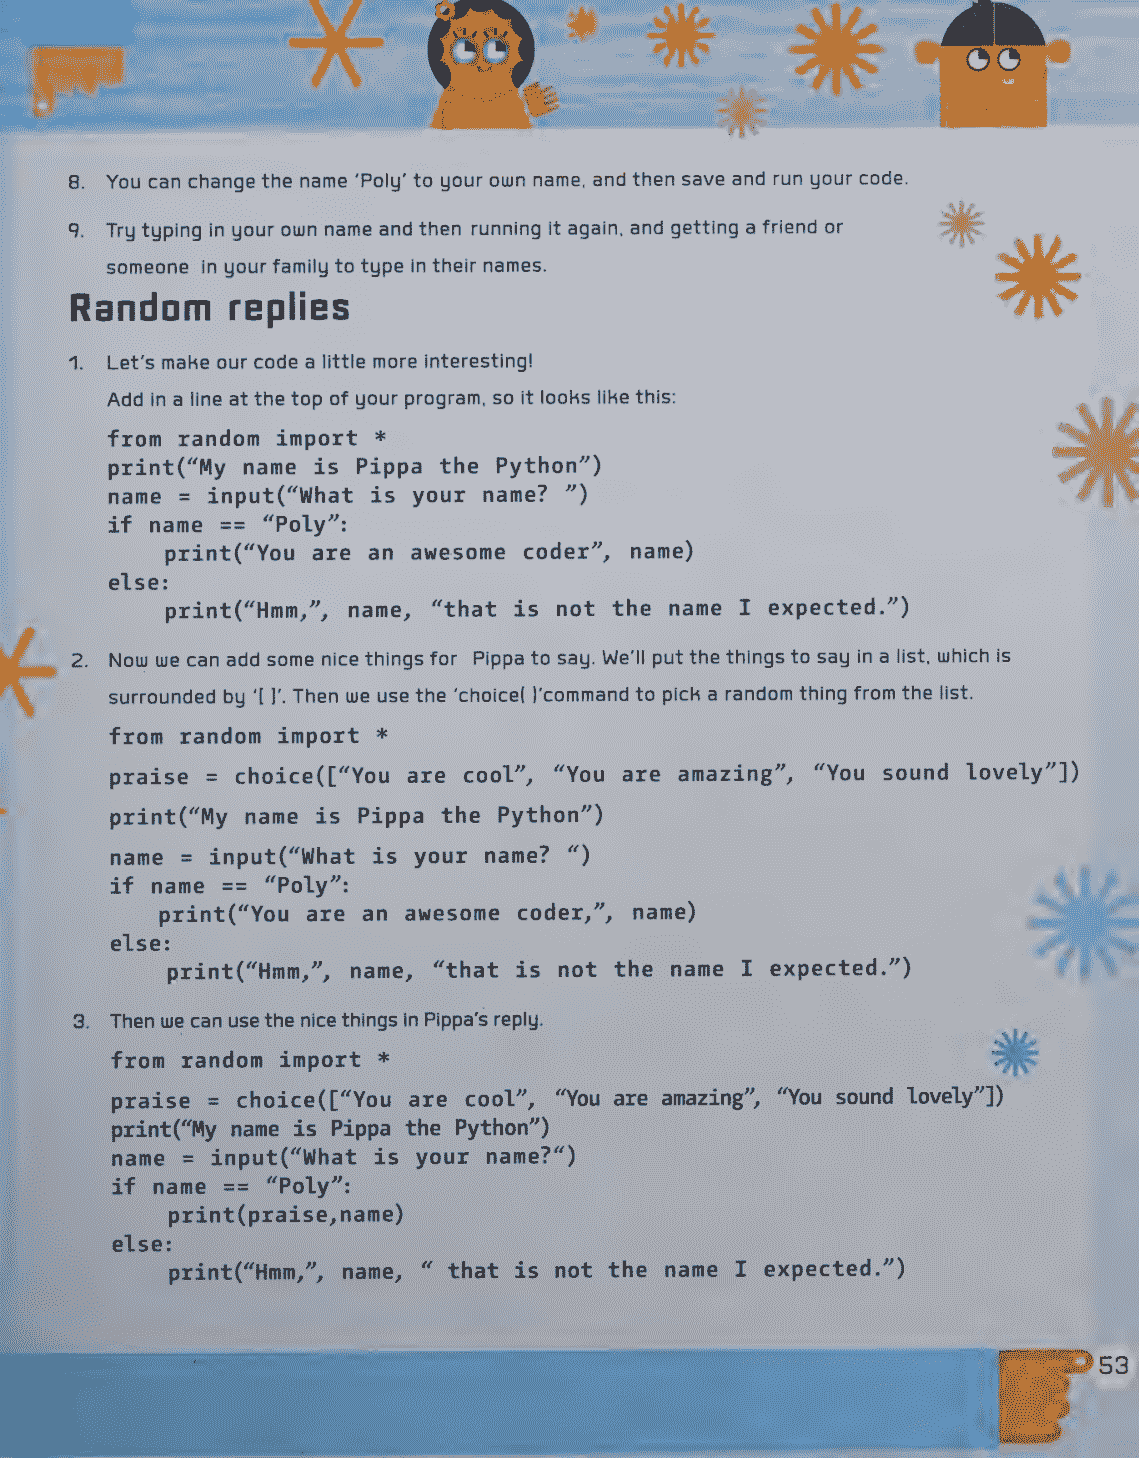 8. You can change the name ‘Poly’ to your own name, and then save and run your code.
9. Try typing in your own name and then running it again, and getting a friend or
someone in your family to type in their names.
Random replies
1. Let’s make our code a little more interesting!
Add in a line at the top of your program, so it looks like this:
from random import *
print(“My name is Pippa the Python”)
name = input(“What is your name? ”)
if name == “Poly”:
    print(“You are an awesome coder”, name)
else:
    print(“Hmm,”, name, “that is not the name I expected.”)
2. Now we can add some nice things for Pippa to say. We’ll put the things to say in a list, which is
surrounded by ‘[ ]’. Then we use the ‘choice( )’command to pick a random thing from the list.
from random import *
praise = choice([“You are cool”, “You are amazing”, “You sound lovely”])
print(“My name is Pippa the Python”)
name = input(“What is your name? “)
if name == “Poly”:
    print(“You are an awesome coder,”, name)
else:
    print(“Hmm,”, name, “that is not the name I expected.”)
3. Then we can use the nice things in Pippa’s reply.
from random import *
praise = choice([“You are cool”, “You are amazing”, “You sound lovely”])
print(“My name is Pippa the Python”)
name = input(“What is your name?“)
if name == “Poly”:
    print(praise,name)
else:
    print(“Hmm,”, name, “ that is not the name I expected.”)
53